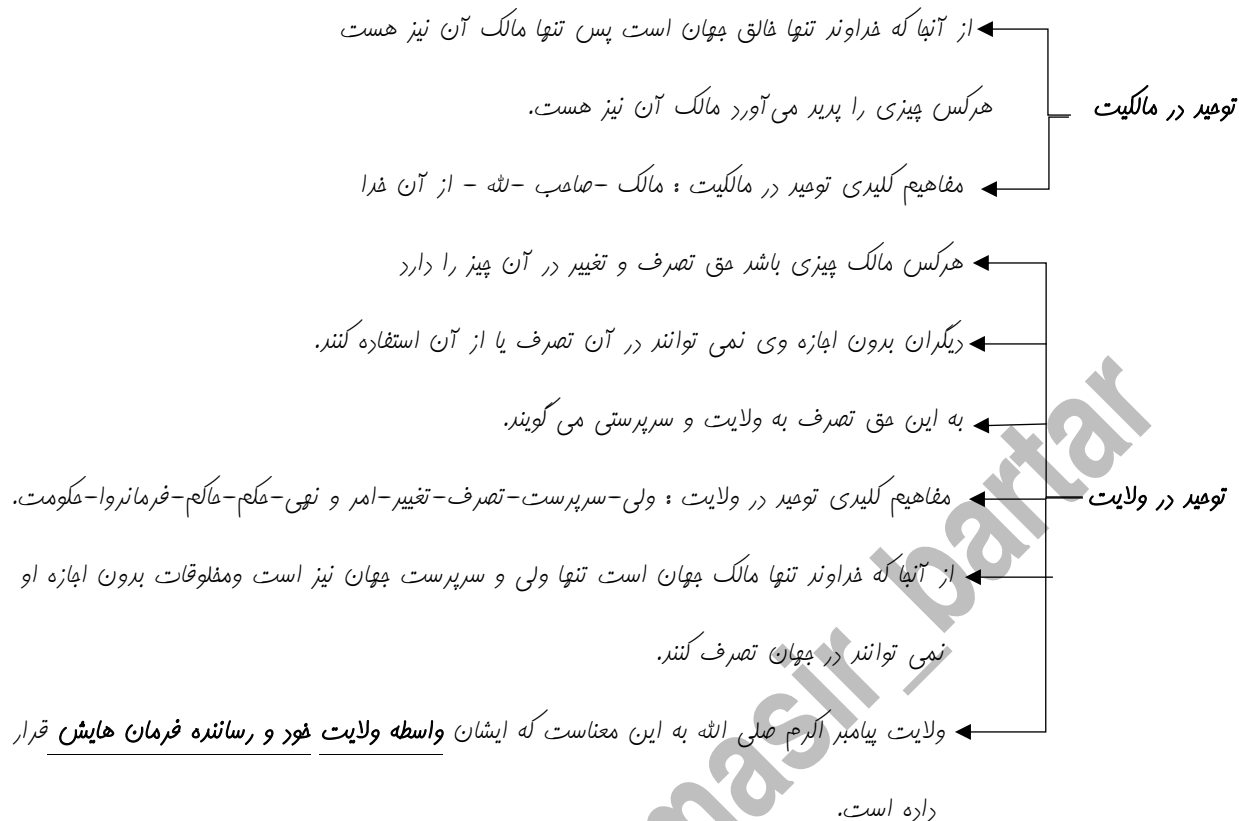 از آنجا که خداوند تنها خالق جهان است پس تنها مالک آن نیز هست
هرکس چیزی را پدید می آورد مالک آن نیز هست.
توحید در مالکیت
مفاهیم کلیدی توحید در مالکیت : مالک -صاحب -لله - از آن خدا
هرکس مالک چیزی باشد حق تصرف و تغییر در آن چیز را دارد
دیگران بدون اجازه وی نمی توانند در آن تصرف یا از آن استفاده کنند.
به این حق تصرف به ولایت و سرپرستی می گویند.
توحید در ولایت
مفاهیم کلیدی توحید در ولایت : ولی-سرپرست-تصرف-تغییر-امر و نهی-حکم-حاکم-فرمانروا-حکومت.
از آنجا که خداوند تنها مالک جهان است تنها ولی و سرپرست جهان نیز است ومخلوقات بدون اجازه او
نمی توانند در جهان تصرف کنند.
ولایت پیامبر اکرم صلی الله به این معناست که ایشان واسطه ولایت خود و رساننده فرمان هایش قرار
داده است.
masir_bartar